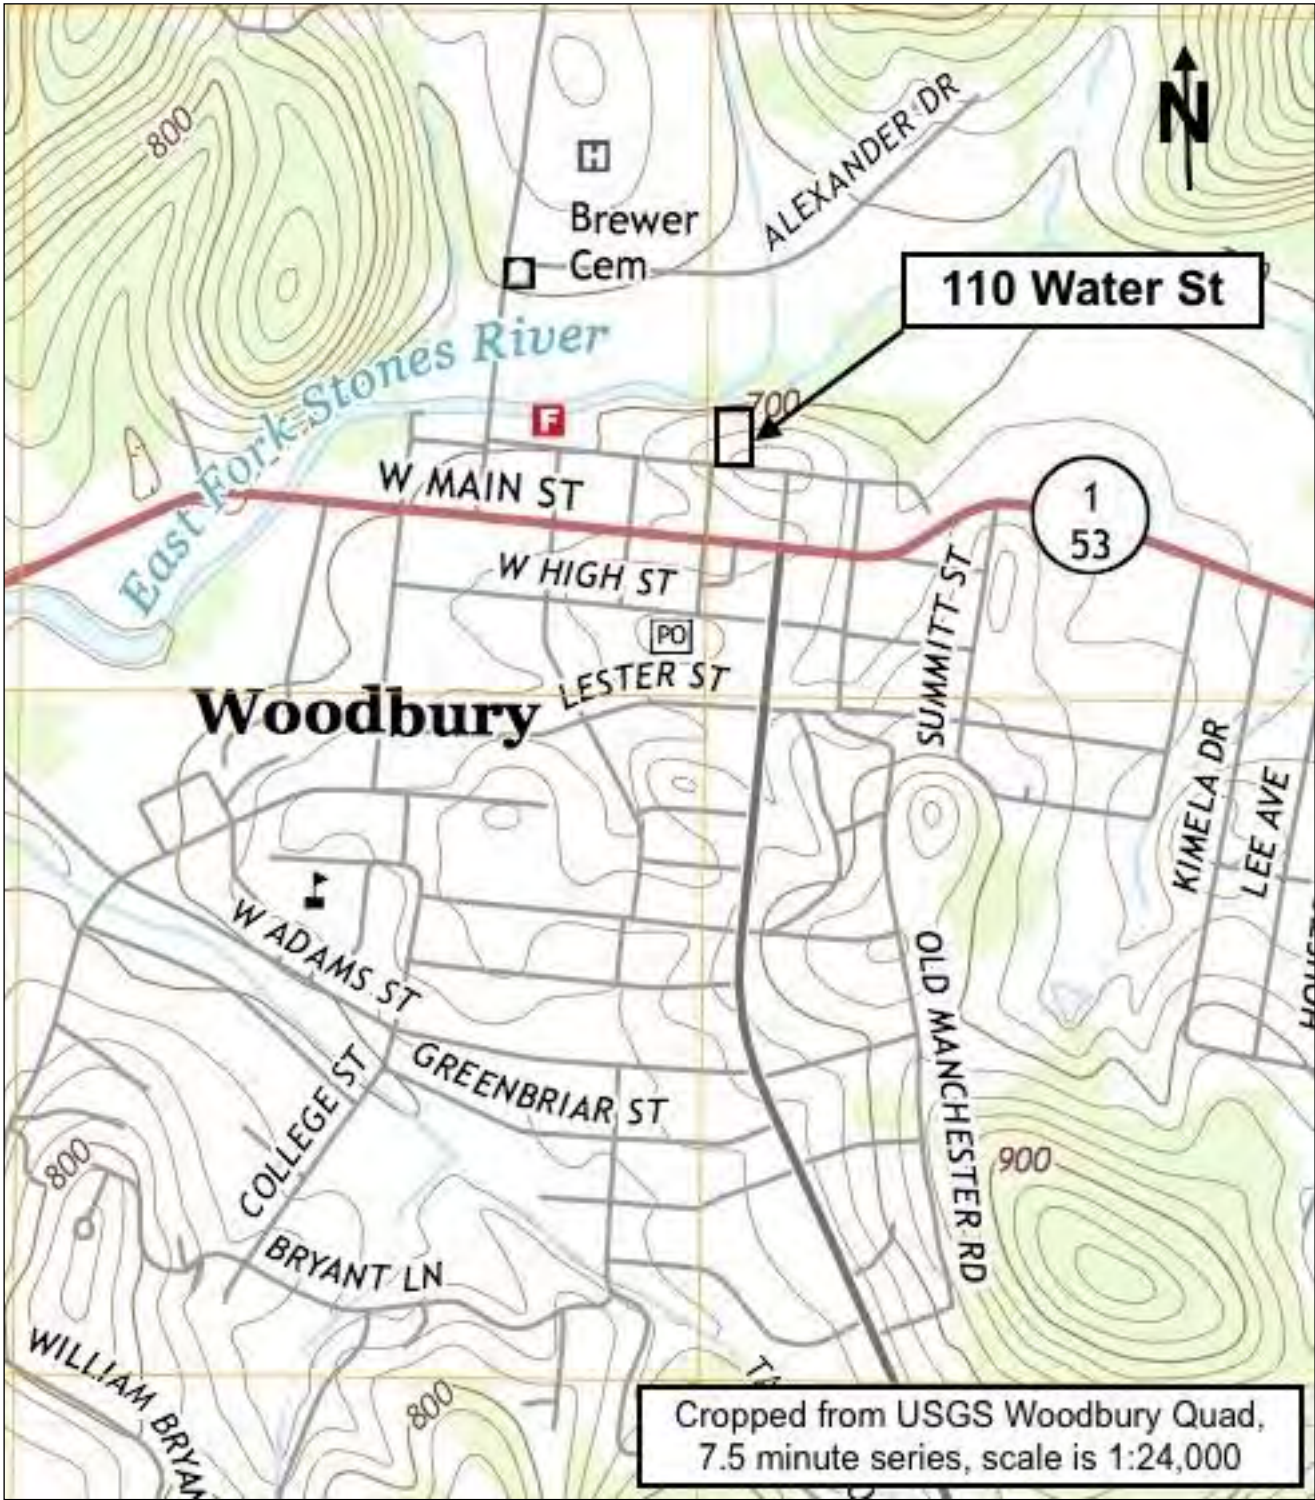 N
800
ALEXANDER DR
H
Brewer
Cem
110 Water St
East Fork Stones River
F
700
W MAIN ST
1
53
W HIGH ST
SUMMITT ST
PO
LESTER ST
Woodbury
KIMELA DR
LEE AVE
W ADAMS ST
OLD MANCHESTER RD
COLLEGE ST
GREENBRIAR ST
800
900
BRYANT LN
WILLIAM BRYAN
800
Cropped from USGS Woodbury Quad,
7.5 minute series, scale is 1:24,000